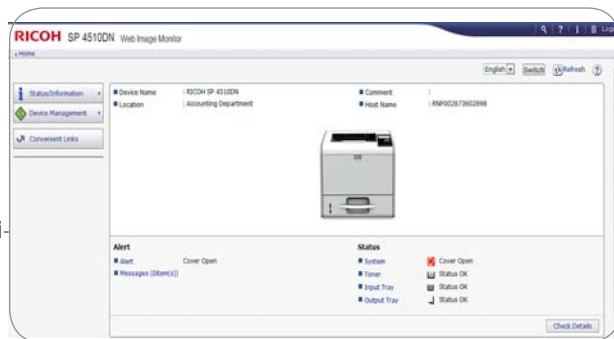 RICOH SP 4510DN Web Image Monitor
Home
English Switch Refresh
Status/Information
Device Management
Convenient Links
Device Name : RICOH SP 4510DN
Location : Accounting Department
Comment :
Host Name : RNP002673602898
Alert
Alert Cover Open
Messages (0item(s))
Status
System Cover Open
Toner Status OK
Input Tray Status OK
Output Tray Status OK
Check Details